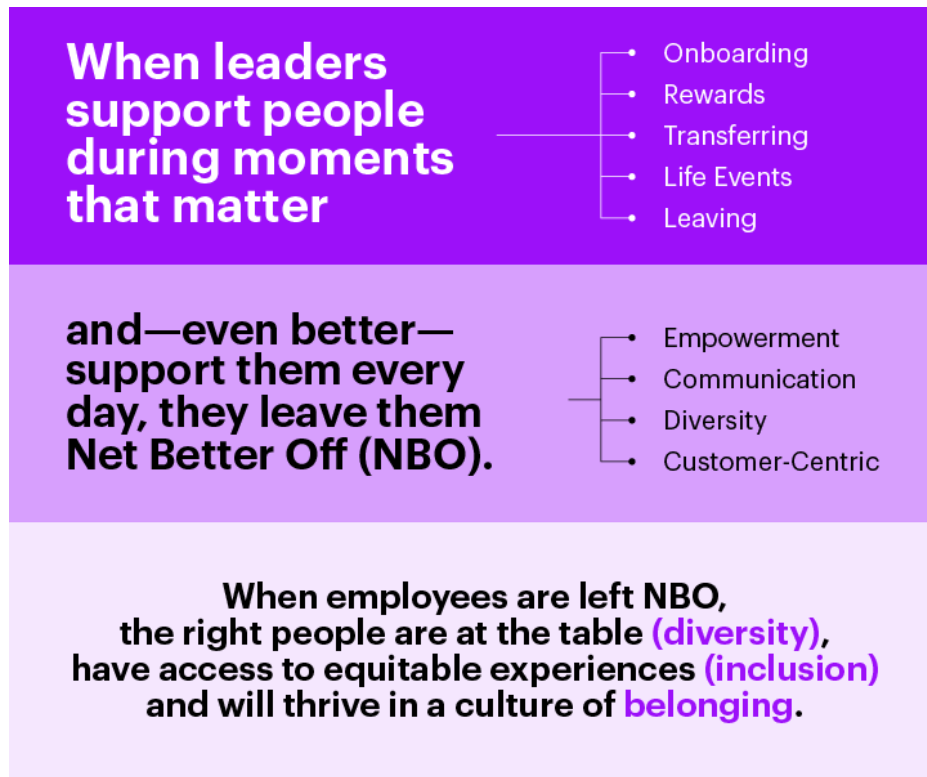 When leaders
support people
during moments
that matter
Onboarding
Rewards
Transferring
Life Events
Leaving
and—even better—
support them every
day, they leave them
Net Better Off (NBO).
Empowerment
Communication
Diversity
Customer-Centric
When employees are left NBO,
the right people are at the table (diversity),
have access to equitable experiences (inclusion)
and will thrive in a culture of belonging.